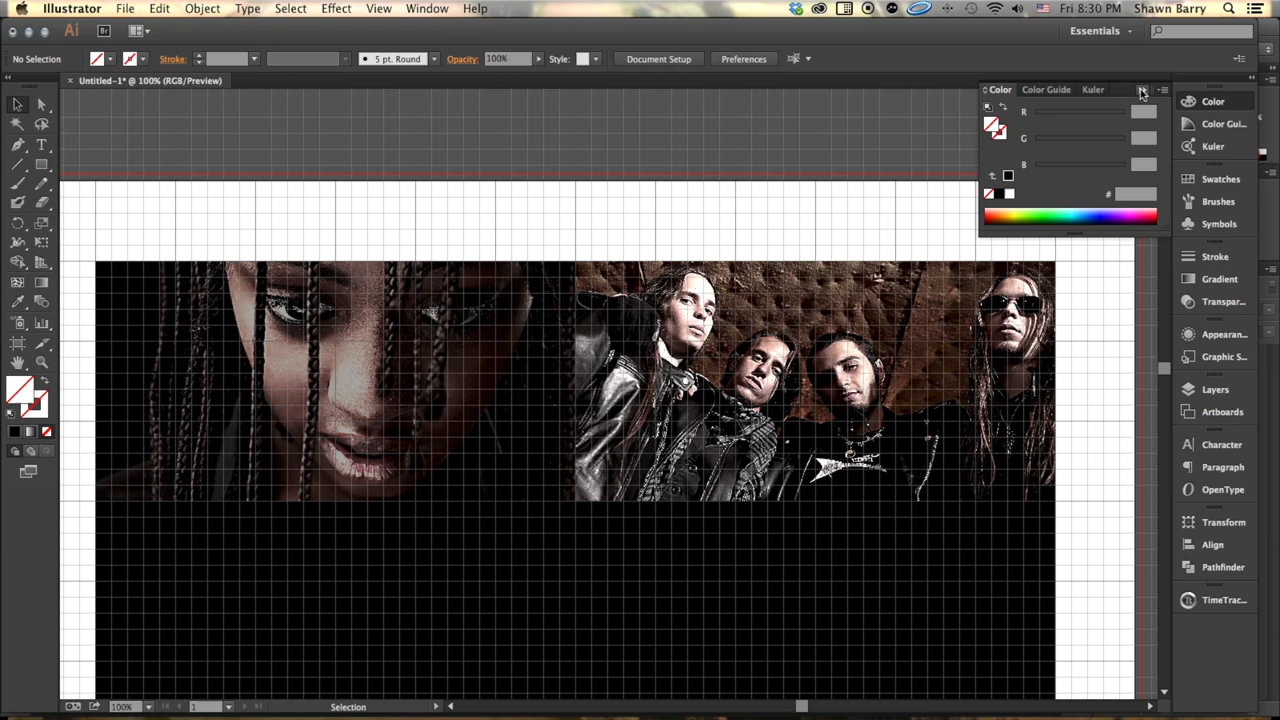 Illustrator File Edit Object Type Select Effect View Window Help Fri 8:30 PM Shawn Barry
Ai Br Essentials
No Selection Stroke: 5 pt. Round Opacity: 100% Style: Document Setup Preferences
× Untitled-1* @ 100% (RGB/Preview)
Color Color Guide Kuler
R
G
B
#
Color
Color Gui...
Kuler
Swatches
Brushes
Symbols
Stroke
Gradient
Transpar...
Appearan...
Graphic S...
Layers
Artboards
Character
Paragraph
OpenType
Transform
Align
Pathfinder
TimeTrac...
100% 1 Selection